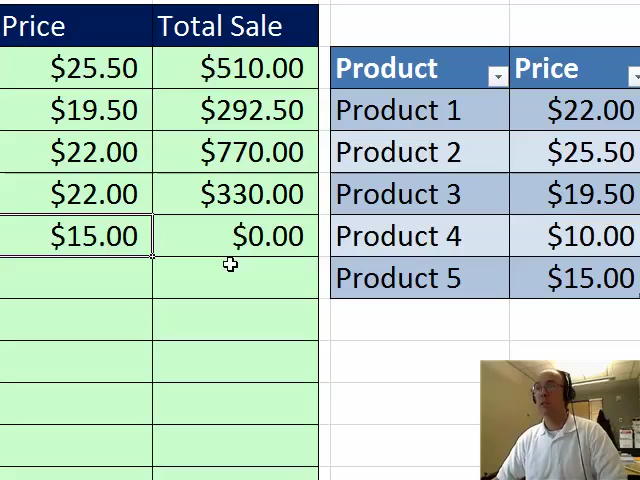 Price Total Sale
$25.50 $510.00
$19.50 $292.50
$22.00 $770.00
$22.00 $330.00
$15.00 $0.00
Product Price
Product 1 $22.00
Product 2 $25.50
Product 3 $19.50
Product 4 $10.00
Product 5 $15.00